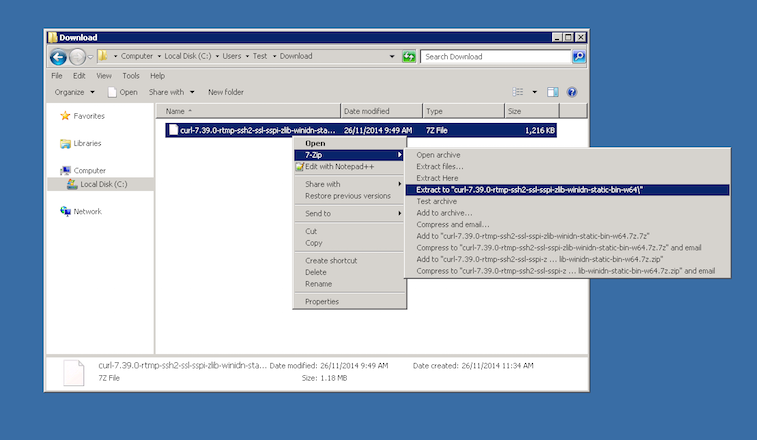 Download
Computer Local Disk (C:) Users Test Download Search Download
File Edit View Tools Help
Organize Open Share with New folder
Favorites
Libraries
Computer
Local Disk (C:)
Network
Name Date modified Type Size
curl-7.39.0-rtmp-ssh2-ssl-sspi-zlib-winidn-sta... 26/11/2014 9:49 AM 7Z File 1,216 KB
Open
7-Zip
Edit with Notepad++
Share with
Restore previous versions
Send to
Cut
Copy
Create shortcut
Delete
Rename
Properties
Open archive
Extract files...
Extract Here
Extract to "curl-7.39.0-rtmp-ssh2-ssl-sspi-zlib-winidn-static-bin-w64\"
Test archive
Add to archive...
Compress and email...
Add to "curl-7.39.0-rtmp-ssh2-ssl-sspi-zlib-winidn-static-bin-w64.7z.7z"
Compress to "curl-7.39.0-rtmp-ssh2-ssl-sspi-zlib-winidn-static-bin-w64.7z.7z" and email
Add to "curl-7.39.0-rtmp-ssh2-ssl-sspi-z ... lib-winidn-static-bin-w64.7z.zip"
Compress to "curl-7.39.0-rtmp-ssh2-ssl-sspi-z ... lib-winidn-static-bin-w64.7z.zip" and email
curl-7.39.0-rtmp-ssh2-ssl-sspi-zlib-winidn-sta... Date modified: 26/11/2014 9:49 AM Date created: 26/11/2014 11:34 AM
7Z File Size: 1.18 MB